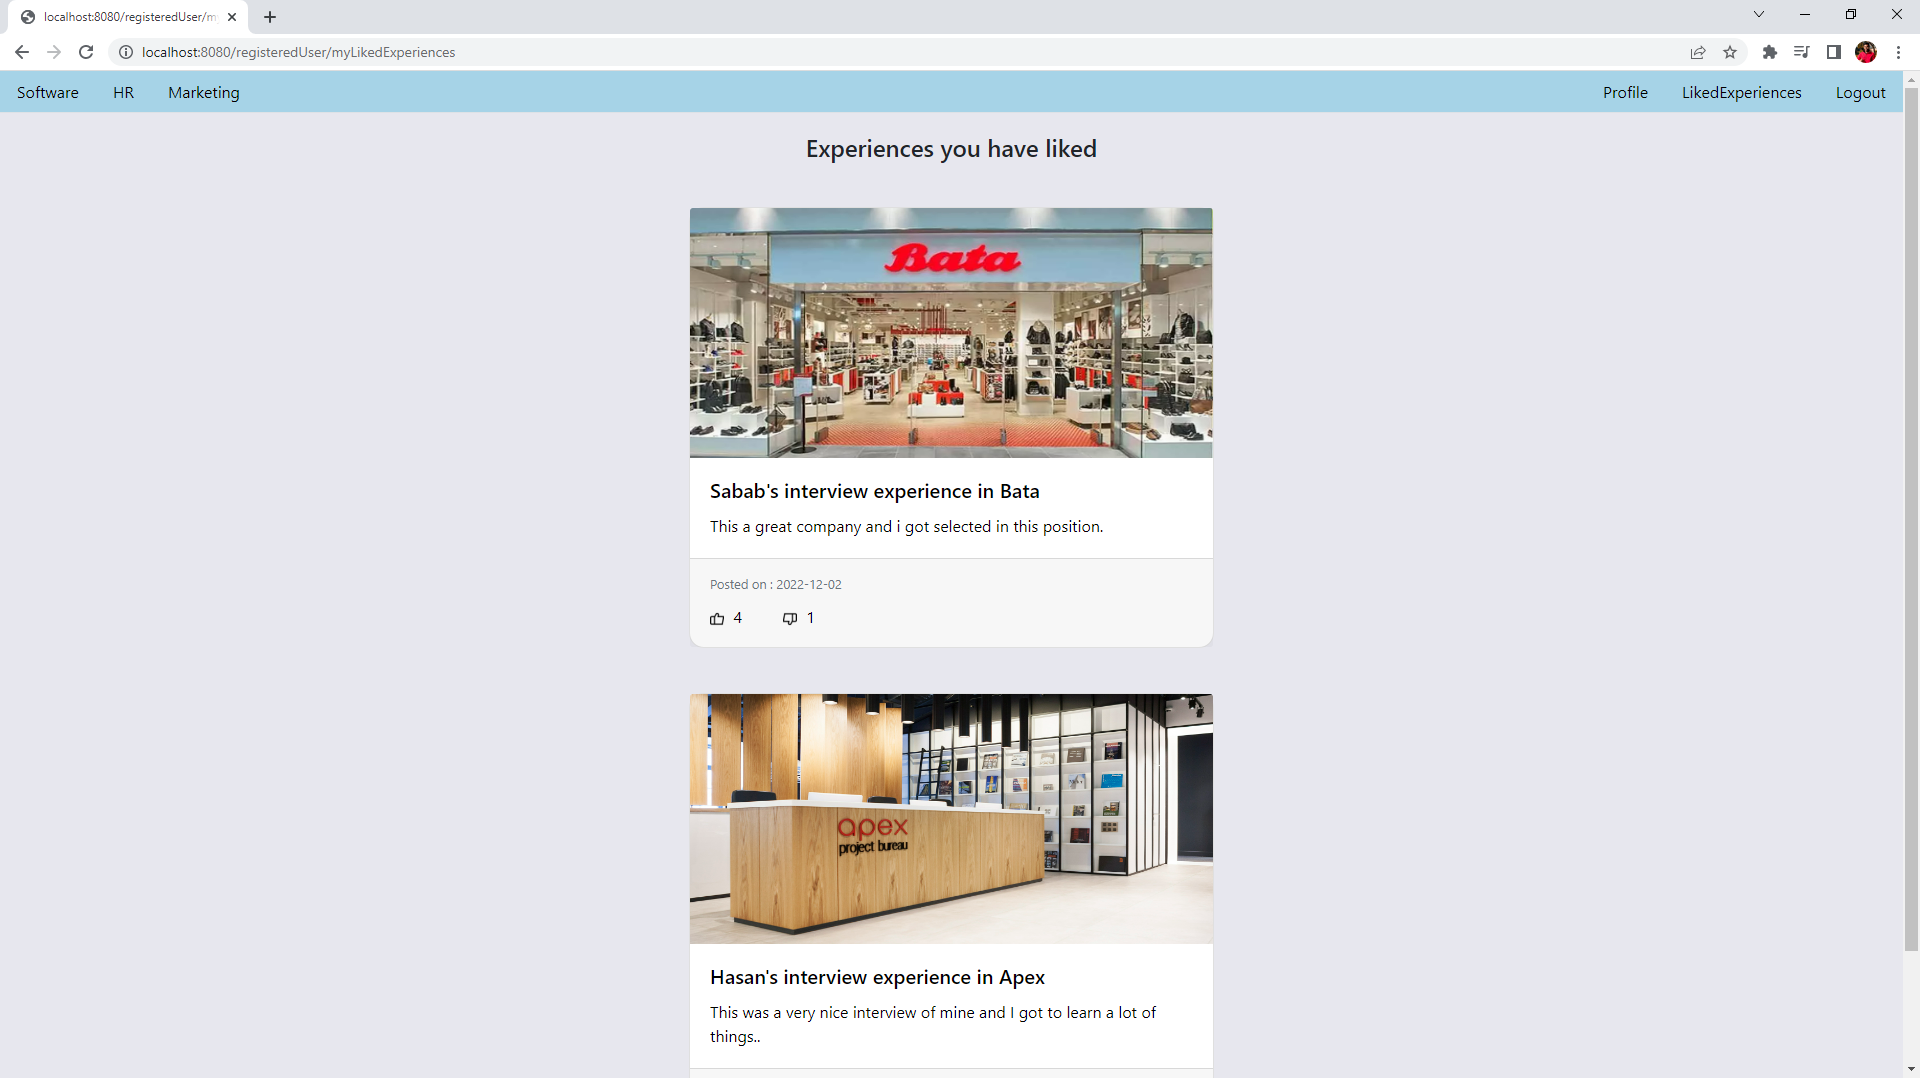 localhost:8080/registeredUser/m
localhost:8080/registeredUser/myLikedExperiences
Software HR Marketing Profile LikedExperiences Logout
Experiences you have liked
Bata
Sabab's interview experience in Bata
This a great company and i got selected in this position.
Posted on : 2022-12-02
4 1
apex
project bureau
Hasan's interview experience in Apex
This was a very nice interview of mine and I got to learn a lot of
things..